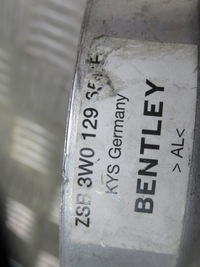 ZSB 3W0 129
KYS Germany
BENTLEY
> AL <